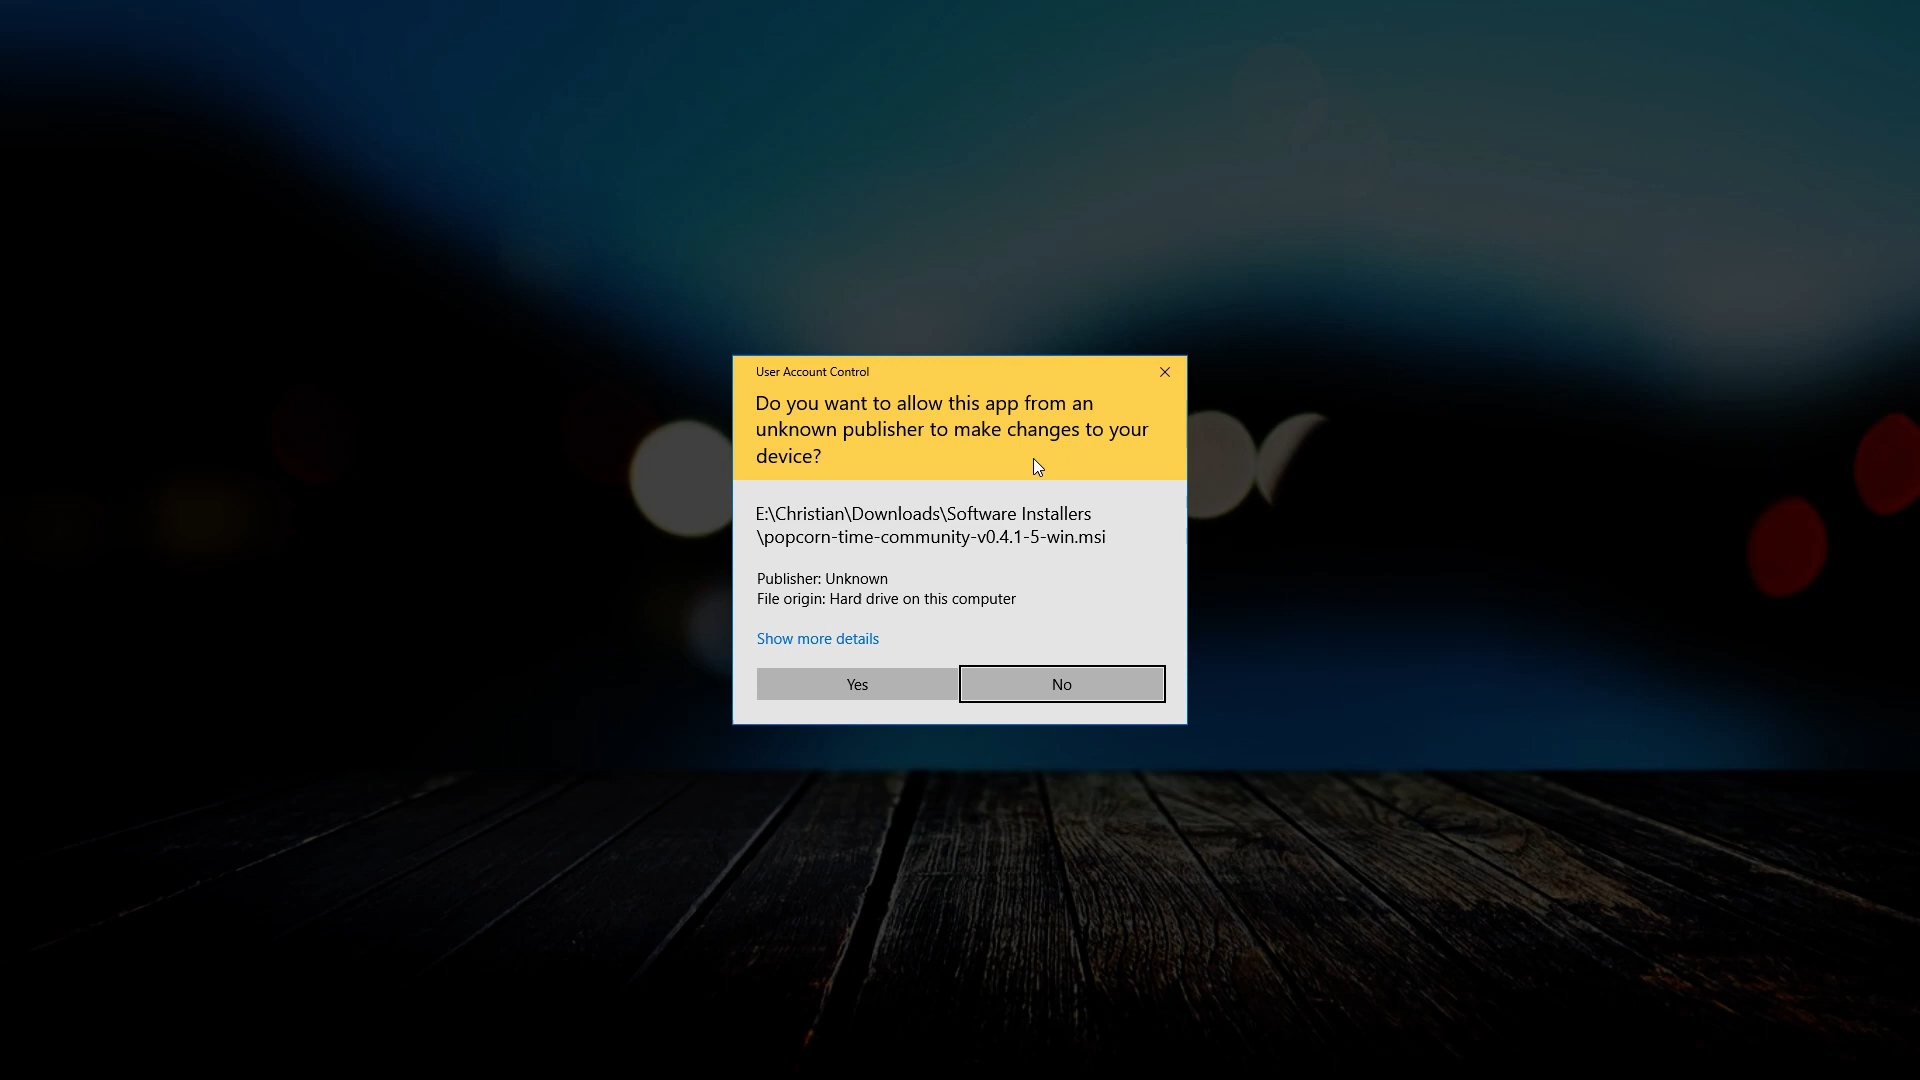 User Account Control
Do you want to allow this app from an
unknown publisher to make changes to your
device?
E:\Christian\Downloads\Software Installers
\popcorn-time-community-v0.4.1-5-win.msi
Publisher: Unknown
File origin: Hard drive on this computer
Show more details
Yes
No